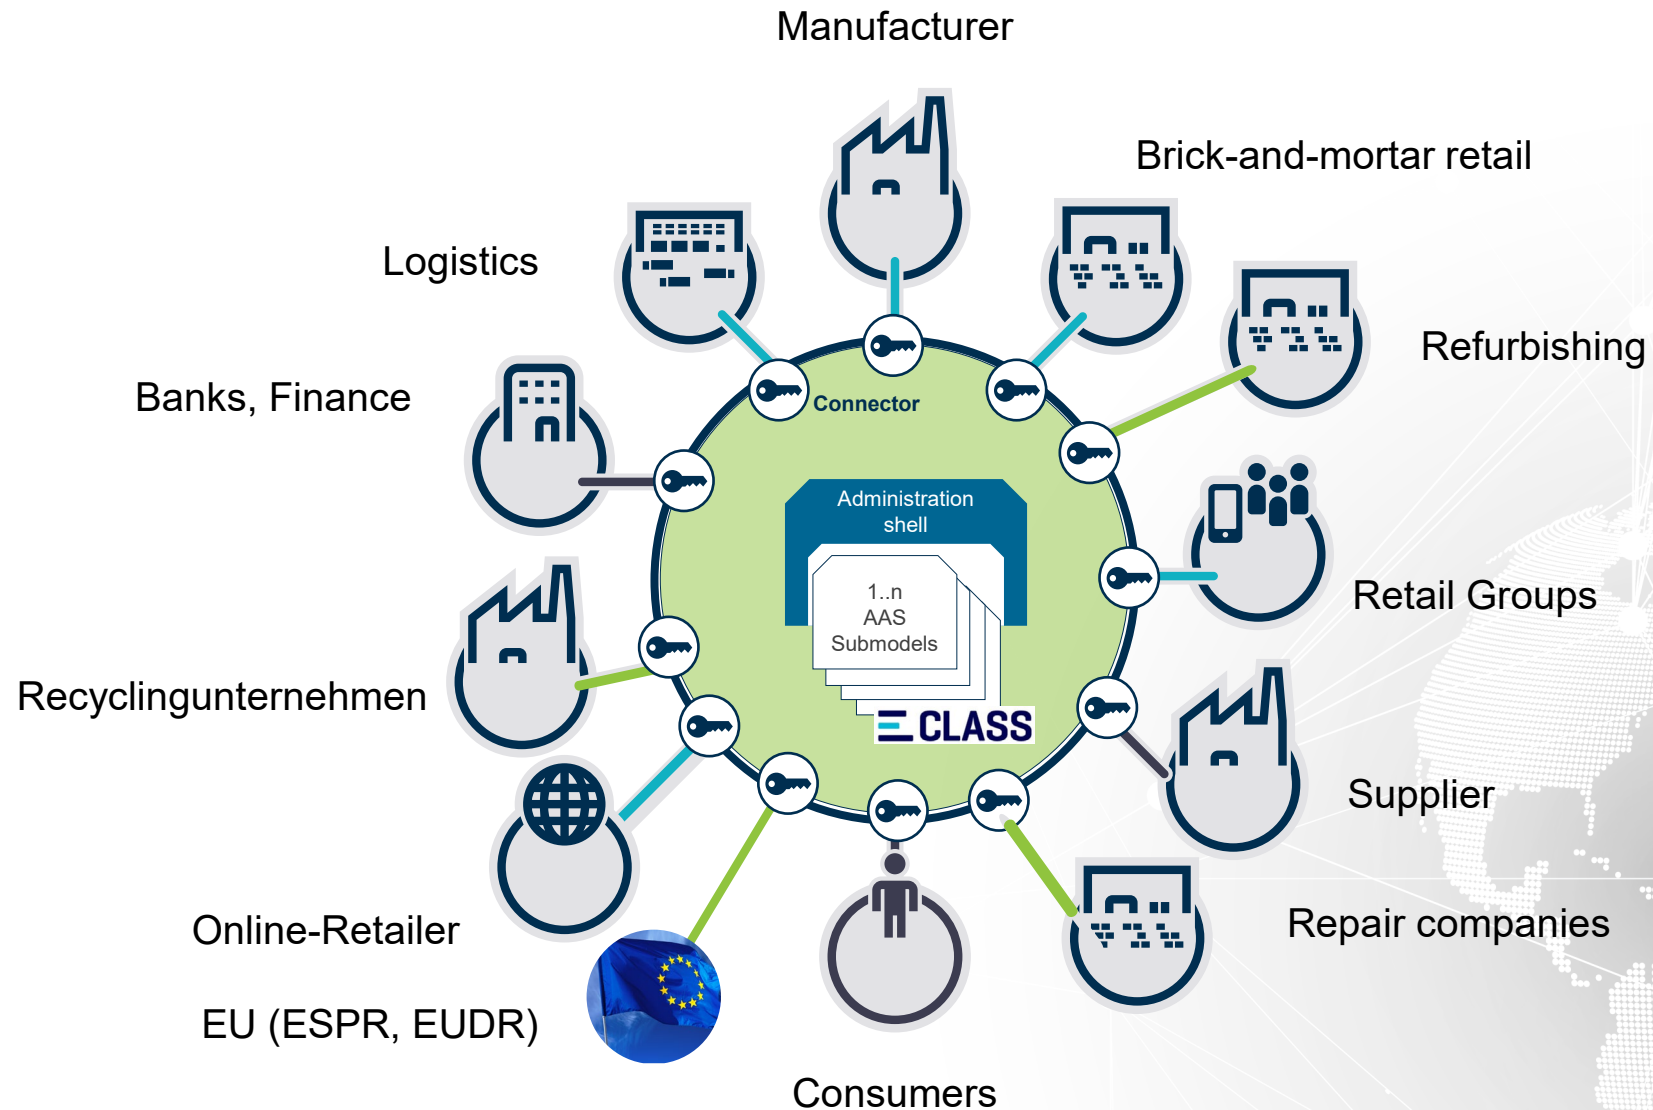 Manufacturer
Brick-and-mortar retail
Logistics
Refurbishing
Banks, Finance
Connector
Administration
shell
1..n
AAS
Submodels
Retail Groups
Recyclingunternehmen
ECLASS
Supplier
Online-Retailer
Repair companies
EU (ESPR, EUDR)
Consumers